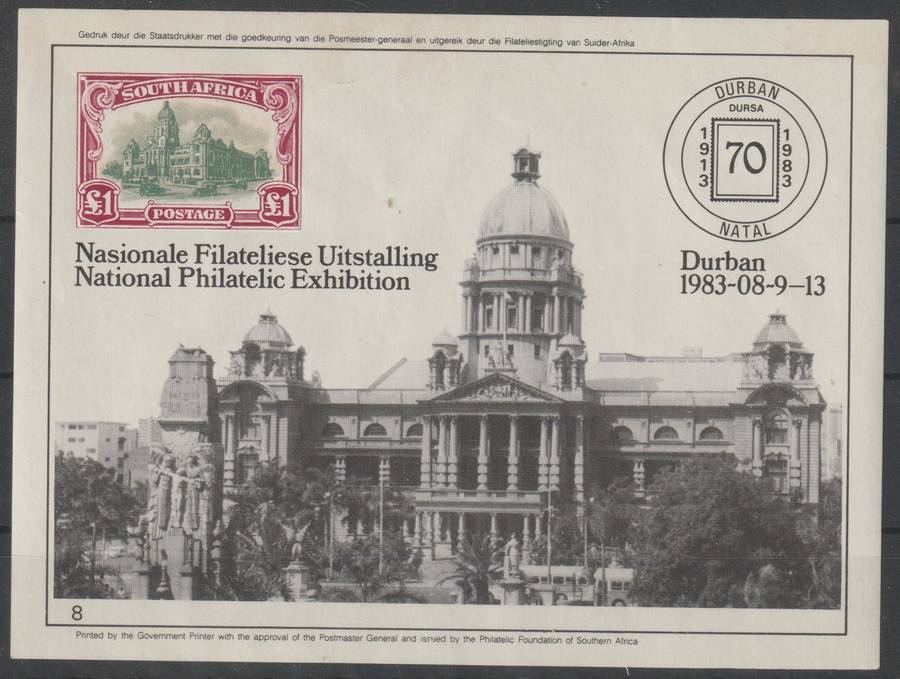 Gedruk deur die Staatsdrukker met die goedkeuring van die Posmeester-generaal en uitgereik deur die Filateliestigting van Suider-Afrika
SOUTH AFRICA
£1
£1
POSTAGE
DURBAN
DURSA
1913
70
1983
NATAL
Nasionale Filateliese Uitstalling
National Philatelic Exhibition
Durban
1983-08-9–13
8
Printed by the Government Printer with the approval of the Postmaster General and issued by the Philatelic Foundation of Southern Africa